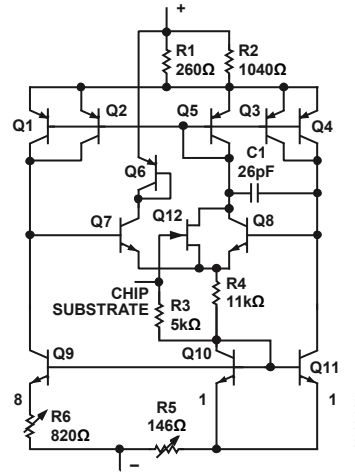 +
R1
260Ω
R2
1040Ω
Q1
Q2
Q5
Q3
Q4
C1
26pF
Q6
Q7
Q12
Q8
CHIP
SUBSTRATE
R3
5kΩ
R4
11kΩ
Q9
Q10
Q11
8
1
1
R6
820Ω
R5
146Ω
–